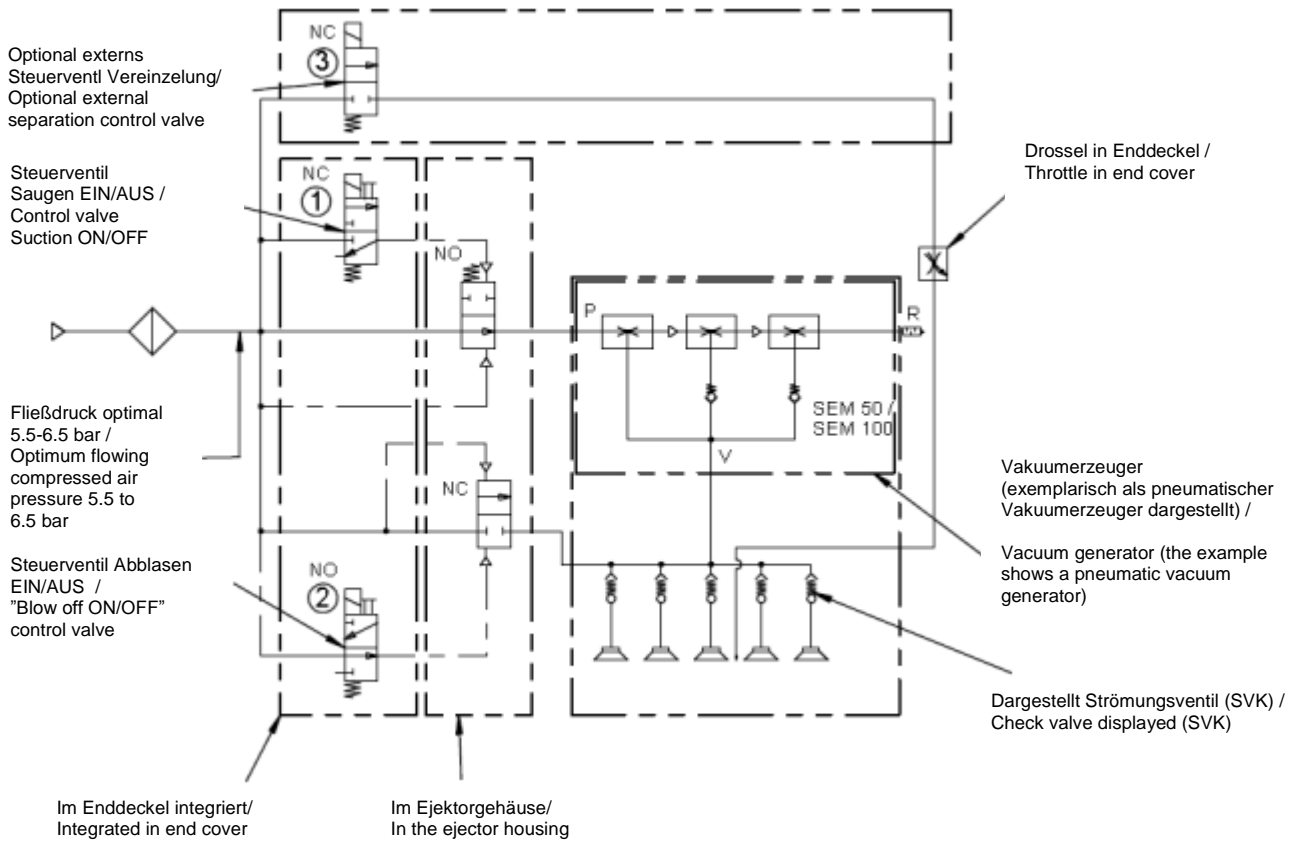 Optional externs
Steuerventl Vereinzelung/
Optional external
separation control valve
NC
3
Steuerventil
Saugen EIN/AUS /
Control valve
Suction ON/OFF
NC
1
NO
Drossel in Enddeckel /
Throttle in end cover
P
R
SEM 50 /
SEM 100
V
Fließdruck optimal
5.5-6.5 bar /
Optimum flowing
compressed air
pressure 5.5 to
6.5 bar
NC
Vakuumerzeuger
(exemplarisch als pneumatischer
Vakuumerzeuger dargestellt) /
Vacuum generator (the example
shows a pneumatic vacuum
generator)
Steuerventil Abblasen
EIN/AUS /
”Blow off ON/OFF”
control valve
NO
2
Dargestellt Strömungsventil (SVK) /
Check valve displayed (SVK)
Im Enddeckel integriert/
Integrated in end cover
Im Ejektorgehäuse/
In the ejector housing